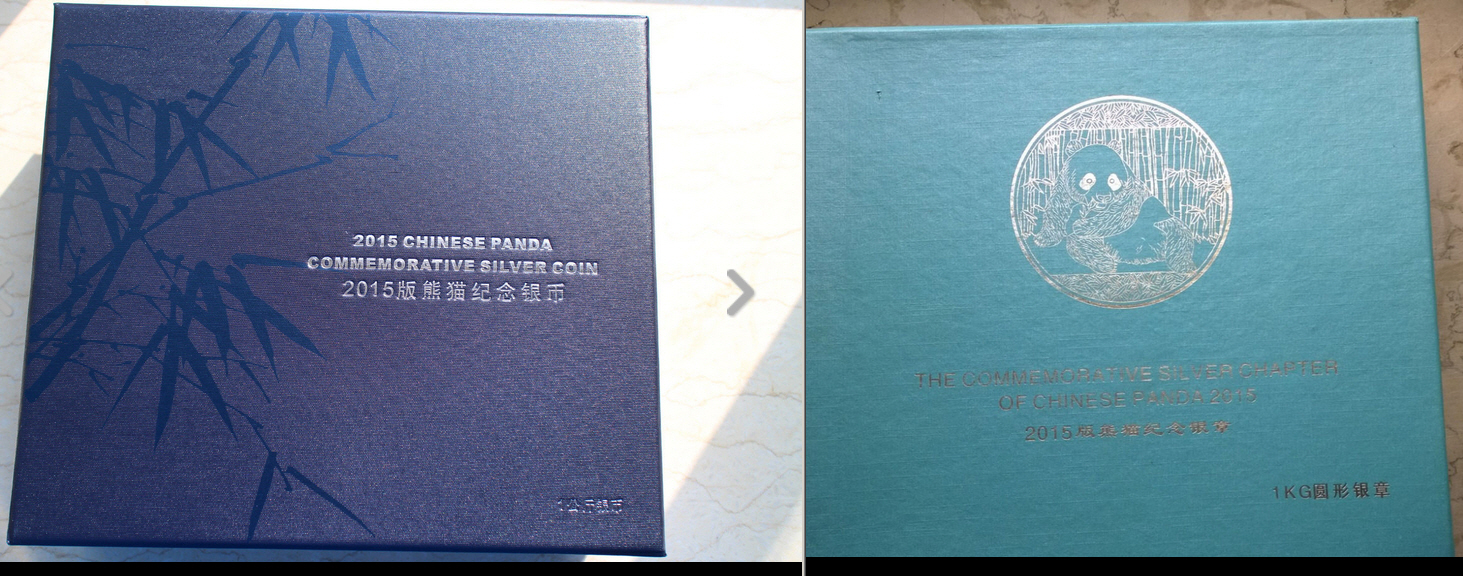 2015 CHINESE PANDA
COMMEMORATIVE SILVER COIN
2015版熊猫纪念银币
1公斤银币
THE COMMEMORATIVE SILVER CHAPTER
OF CHINESE PANDA 2015
2015版熊猫纪念银章
1KG圆形银章